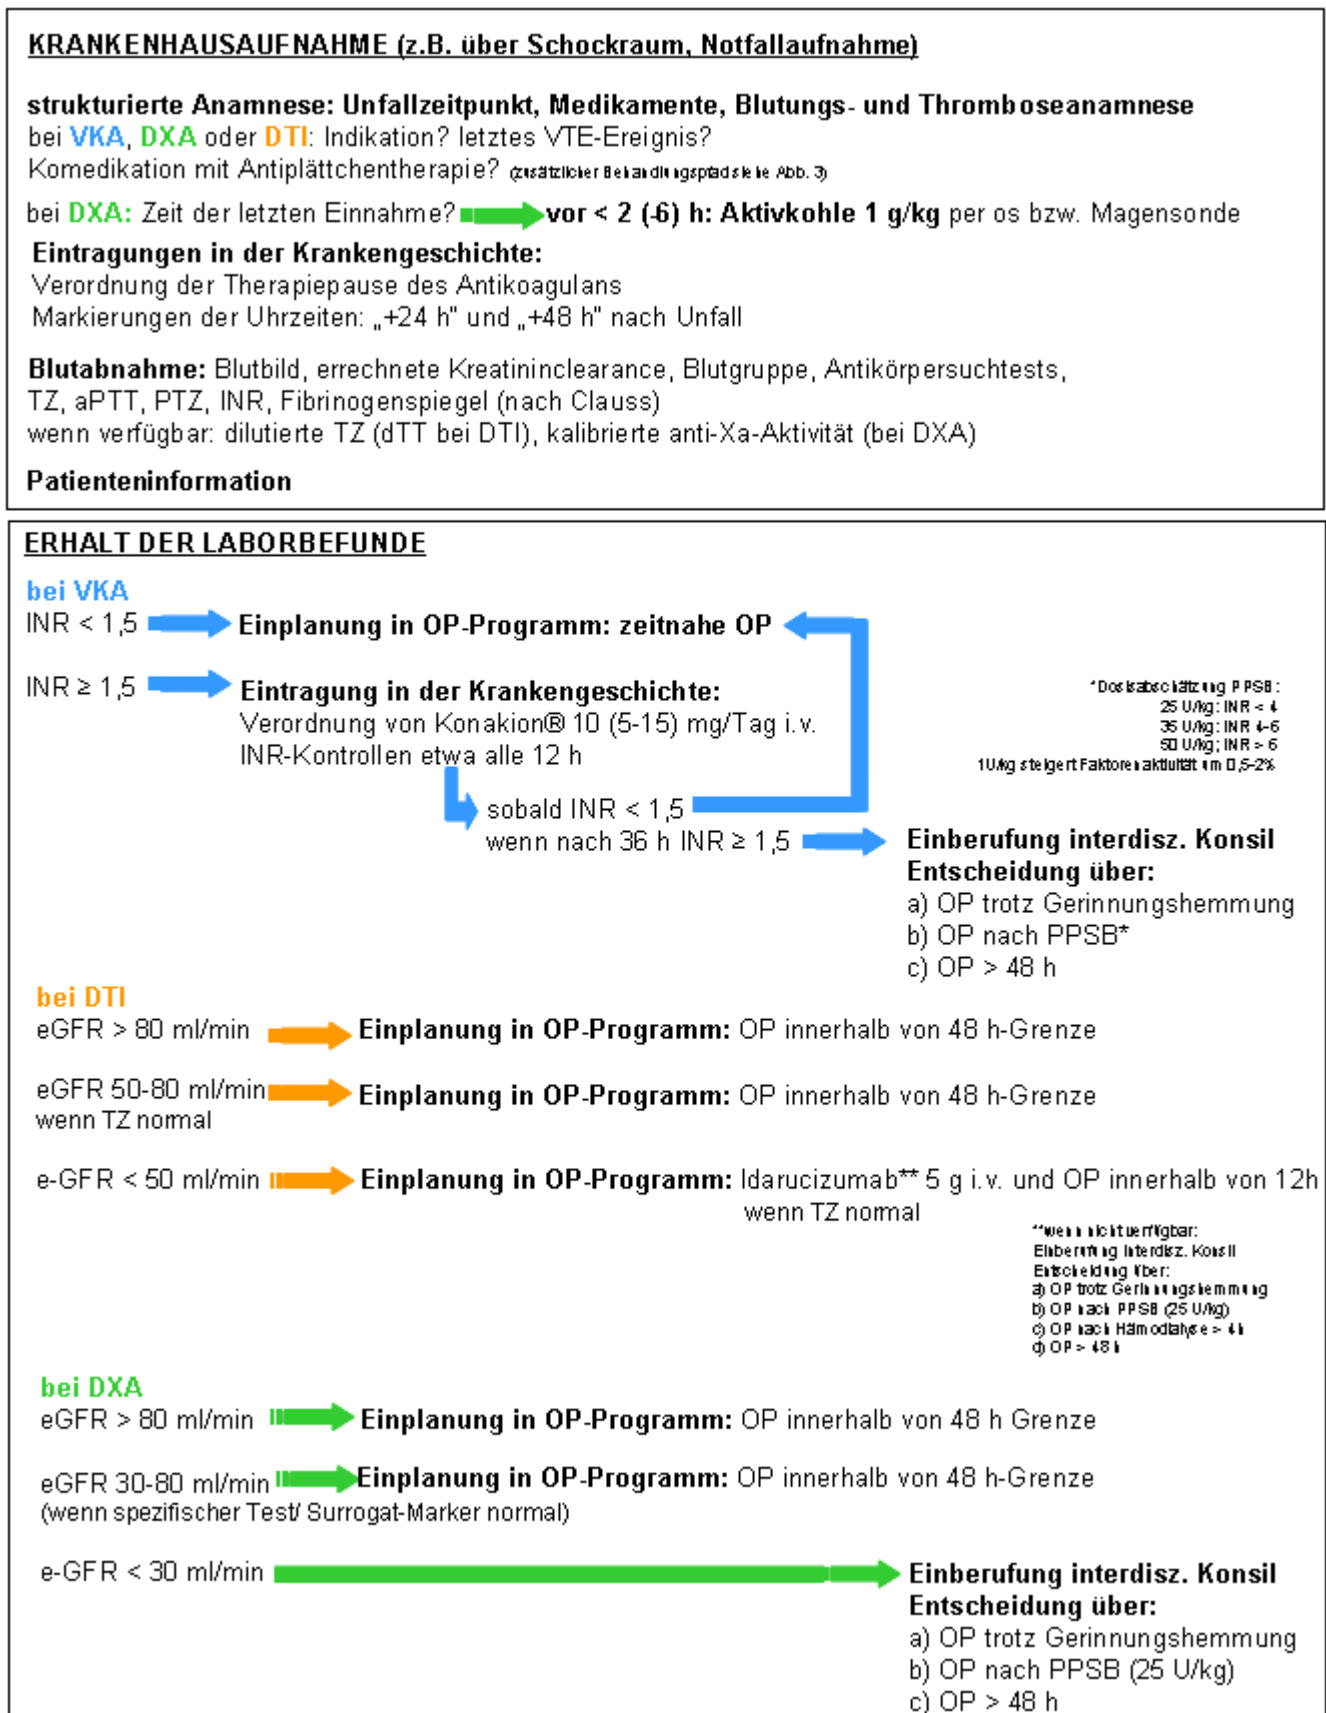 KRANKENHAUSAUFNAHME (z.B. über Schockraum, Notfallaufnahme)
strukturierte Anamnese: Unfallzeitpunkt, Medikamente, Blutungs- und Thromboseanamnese
bei VKA, DXA oder DTI: Indikation? letztes VTE-Ereignis?
Komedikation mit Antiplättchentherapie? (zusätzlicher Behandlungspfad siehe Abb. 3)
bei DXA: Zeit der letzten Einnahme? vor < 2 (-6) h: Aktivkohle 1 g/kg per os bzw. Magensonde
Eintragungen in der Krankengeschichte:
Verordnung der Therapiepause des Antikoagulans
Markierungen der Uhrzeiten: „+24 h" und „+48 h" nach Unfall
Blutabnahme: Blutbild, errechnete Kreatininclearance, Blutgruppe, Antikörpersuchtests,
TZ, aPTT, PTZ, INR, Fibrinogenspiegel (nach Clauss)
wenn verfügbar: dilutierte TZ (dTT bei DTI), kalibrierte anti-Xa-Aktivität (bei DXA)
Patienteninformation
ERHALT DER LABORBEFUNDE
bei VKA
INR < 1,5 Einplanung in OP-Programm: zeitnahe OP
INR ≥ 1,5 Eintragung in der Krankengeschichte:
Verordnung von Konakion® 10 (5-15) mg/Tag i.v.
INR-Kontrollen etwa alle 12 h
*Dosisabschätzung PPSB:
25 U/kg: INR < 4
35 U/kg: INR 4-6
50 U/kg: INR > 6
1U/kg steigert Faktorenaktivität um 0,5-2%
sobald INR < 1,5
wenn nach 36 h INR ≥ 1,5
Einberufung interdisz. Konsil
Entscheidung über:
a) OP trotz Gerinnungshemmung
b) OP nach PPSB*
c) OP > 48 h
bei DTI
eGFR > 80 ml/min Einplanung in OP-Programm: OP innerhalb von 48 h-Grenze
eGFR 50-80 ml/min Einplanung in OP-Programm: OP innerhalb von 48 h-Grenze
wenn TZ normal
e-GFR < 50 ml/min Einplanung in OP-Programm: Idarucizumab** 5 g i.v. und OP innerhalb von 12h
wenn TZ normal
**wenn nicht verfügbar:
Einberufung interdisz. Konsil
Entscheidung über:
a) OP trotz Gerinnungshemmung
b) OP nach PPSB (25 U/kg)
c) OP nach Hämodialyse > 4 h
d) OP > 48 h
bei DXA
eGFR > 80 ml/min Einplanung in OP-Programm: OP innerhalb von 48 h Grenze
eGFR 30-80 ml/min Einplanung in OP-Programm: OP innerhalb von 48 h-Grenze
(wenn spezifischer Test/ Surrogat-Marker normal)
e-GFR < 30 ml/min
Einberufung interdisz. Konsil
Entscheidung über:
a) OP trotz Gerinnungshemmung
b) OP nach PPSB (25 U/kg)
c) OP > 48 h